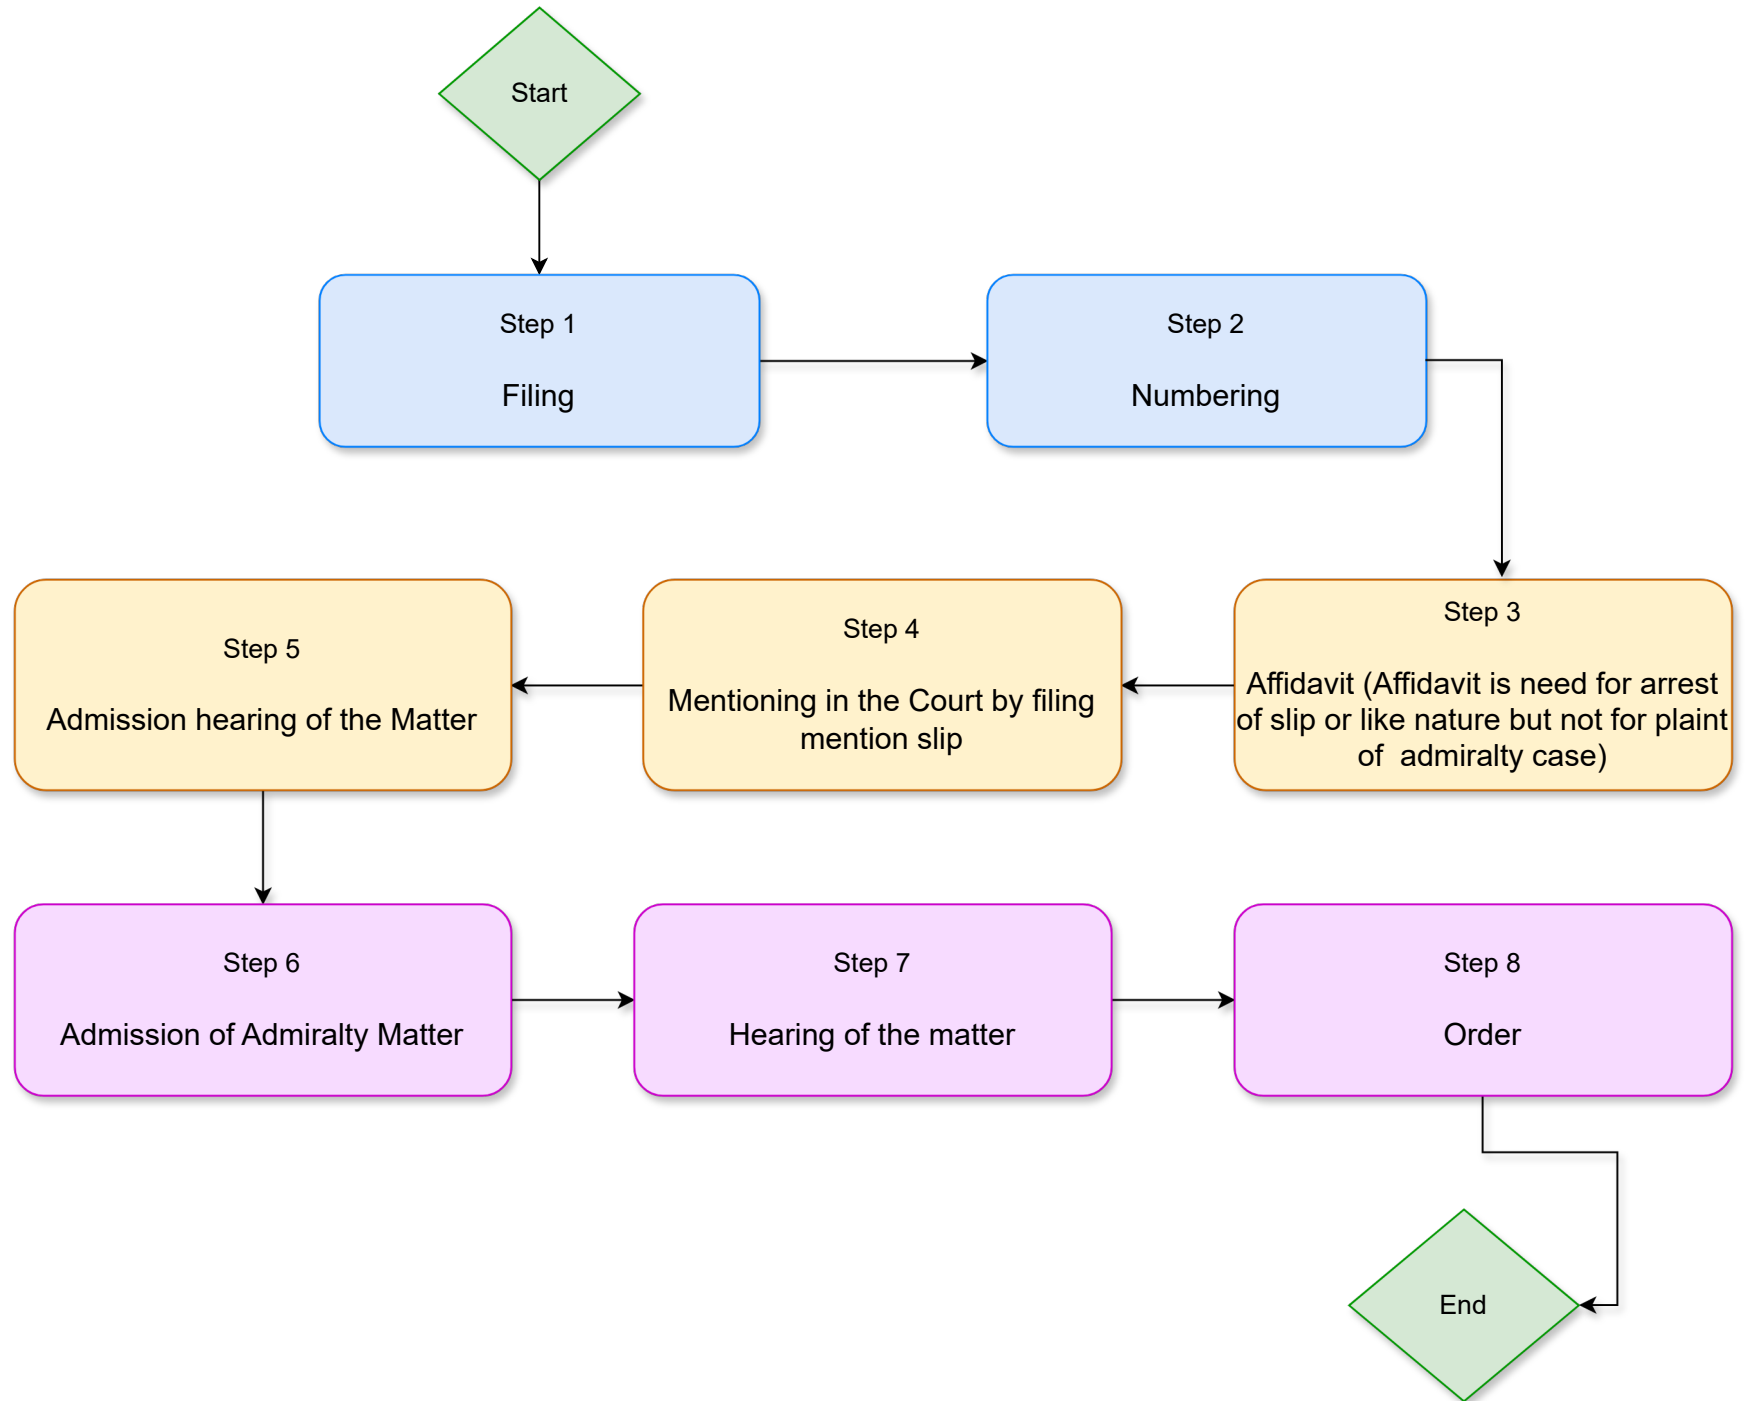 Start
Step 1
Filing
Step 2
Numbering
Step 3
Affidavit (Affidavit is need for arrest
of slip or like nature but not for plaint
of  admiralty case)
Step 4
Mentioning in the Court by filing
mention slip
Step 5
Admission hearing of the Matter
Step 6
Admission of Admiralty Matter
Step 7
Hearing of the matter
Step 8
Order
End